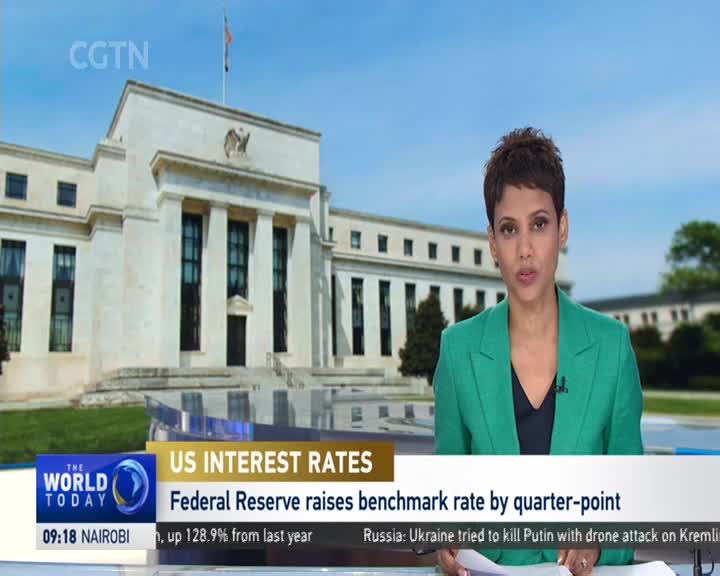 CGTN
US INTEREST RATES
THE
WORLD
TODAY
Federal Reserve raises benchmark rate by quarter-point
09:18 NAIROBI
, up 128.9% from last year Russia: Ukraine tried to kill Putin with drone attack on Kremli